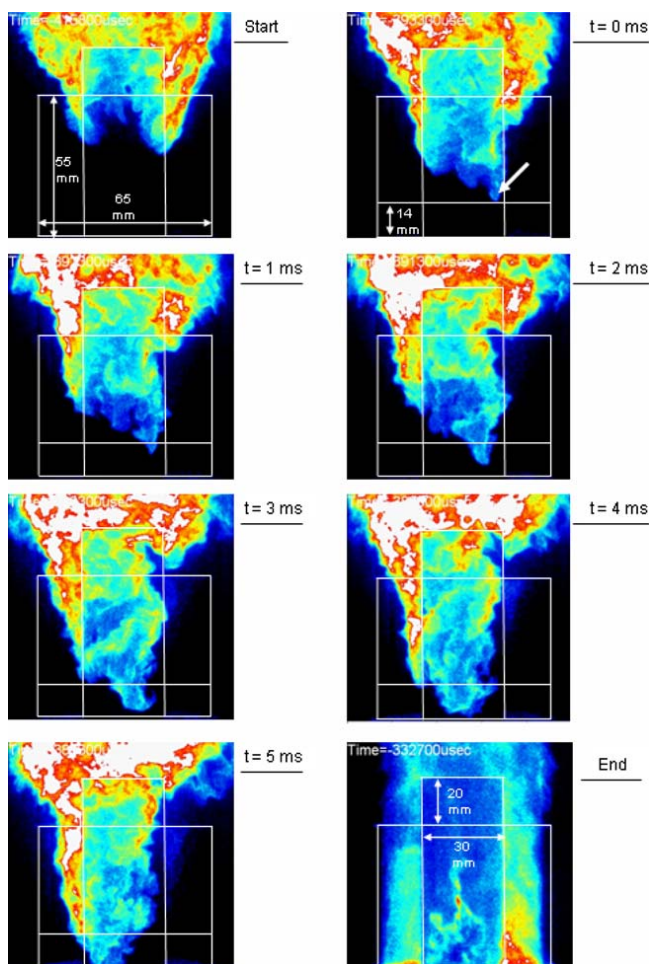 Start
t = 0 ms
55
mm
65
mm
14
mm
t = 1 ms
t = 2 ms
t = 3 ms
t = 4 ms
t = 5 ms
Time=-332700usec
End
20
mm
30
mm